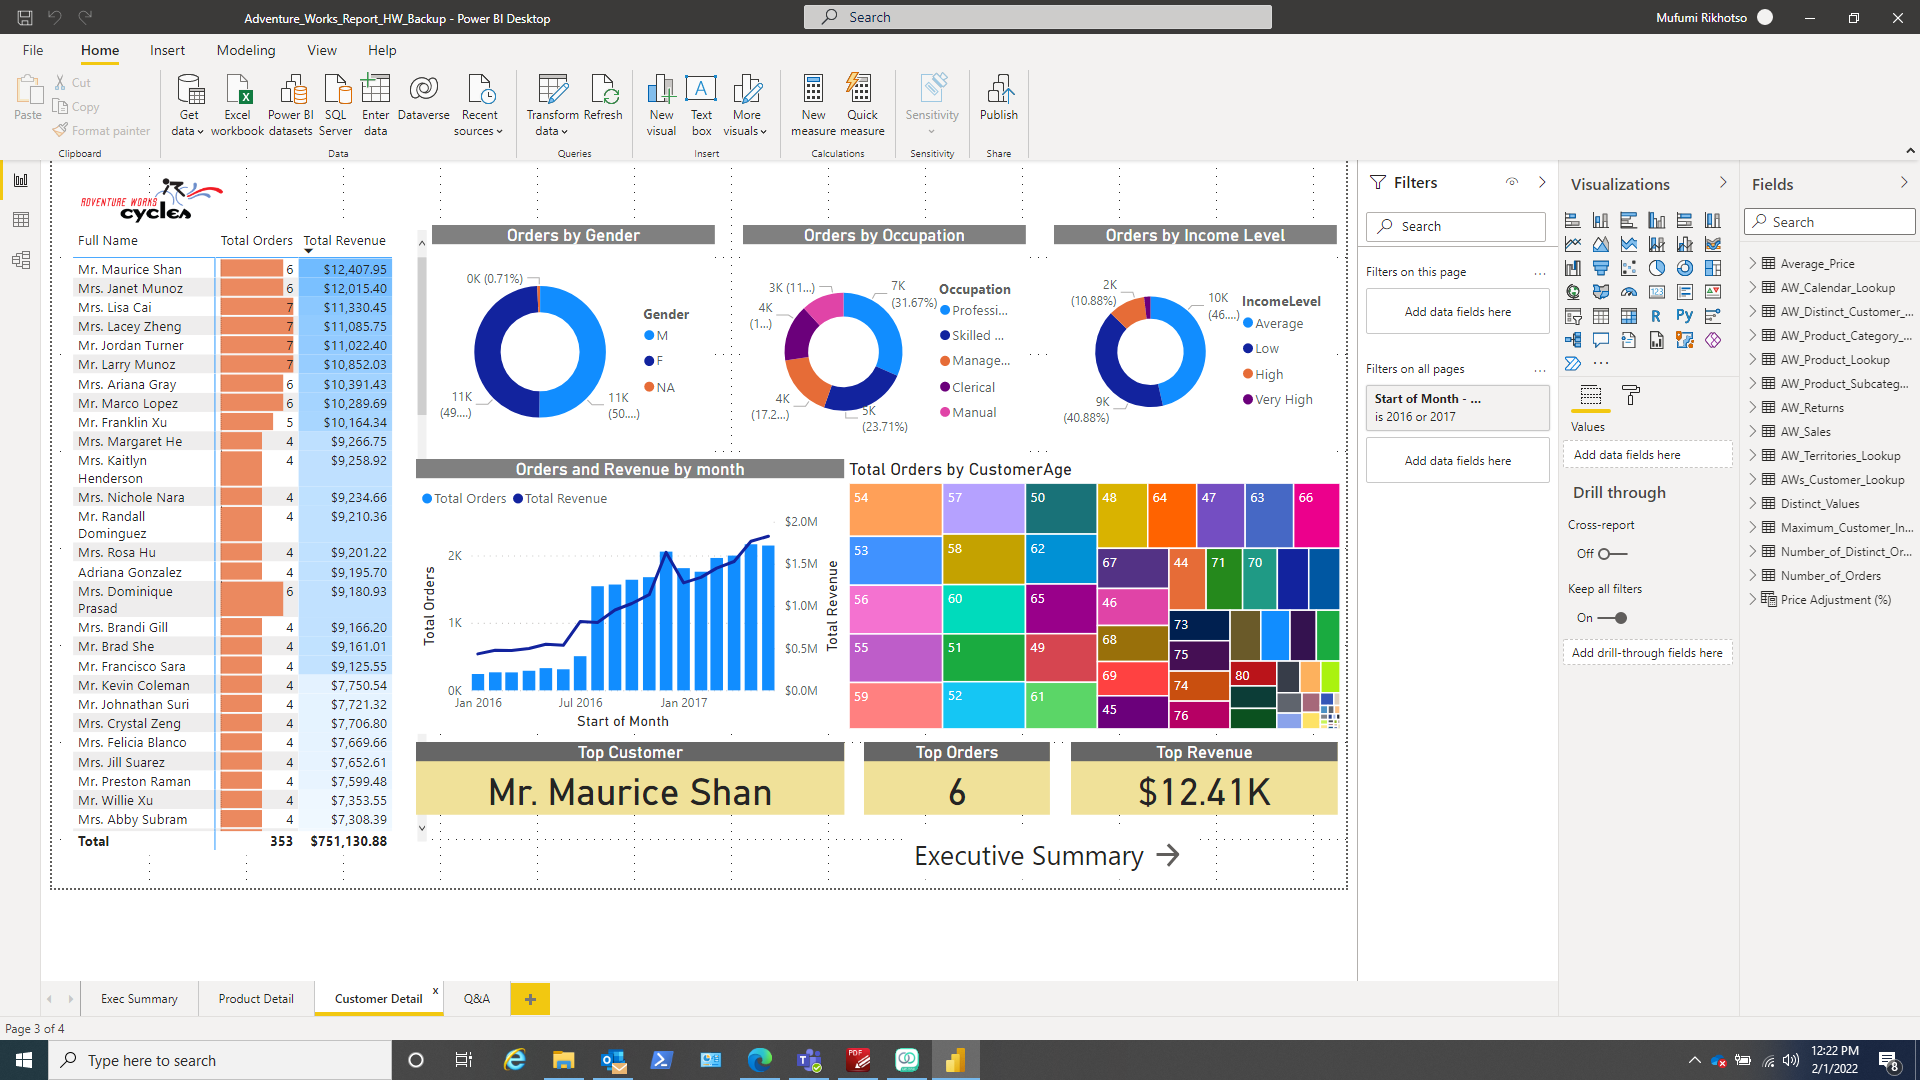 Adventure_Works_Report_HW_Backup - Power BI Desktop
Search
Mufumi Rikhotso
File Home Insert Modeling View Help
Paste
Cut
Copy
Format painter
Clipboard
Get data
Excel workbook
Power BI datasets
SQL Server
Enter data
Dataverse
Recent sources
Data
Transform data
Refresh
Queries
New visual
Text box
More visuals
Insert
New measure
Quick measure
Calculations
Sensitivity
Sensitivity
Publish
Share
ADVENTURE WORKS
cycles
Full Name Total Orders Total Revenue
Mr. Maurice Shan 6 $12,407.95
Mrs. Janet Munoz 6 $12,015.40
Mrs. Lisa Cai 7 $11,330.45
Mrs. Lacey Zheng 7 $11,085.75
Mr. Jordan Turner 7 $11,022.40
Mr. Larry Munoz 7 $10,852.03
Mrs. Ariana Gray 6 $10,391.43
Mr. Marco Lopez 6 $10,289.69
Mr. Franklin Xu 5 $10,164.34
Mrs. Margaret He 4 $9,266.75
Mrs. Kaitlyn Henderson 4 $9,258.92
Mrs. Nichole Nara 4 $9,234.66
Mr. Randall Dominguez 4 $9,210.36
Mrs. Rosa Hu 4 $9,201.22
Adriana Gonzalez 4 $9,195.70
Mrs. Dominique Prasad 6 $9,180.93
Mrs. Brandi Gill 4 $9,166.20
Mr. Brad She 4 $9,161.01
Mr. Francisco Sara 4 $9,125.55
Mr. Kevin Coleman 4 $7,750.54
Mr. Johnathan Suri 4 $7,721.32
Mrs. Crystal Zeng 4 $7,706.80
Mrs. Felicia Blanco 4 $7,669.66
Mrs. Jill Suarez 4 $7,652.61
Mr. Preston Raman 4 $7,599.48
Mr. Willie Xu 4 $7,353.55
Mrs. Abby Subram 4 $7,308.39
Total 353 $751,130.88
Orders by Gender
0K (0.71%)
11K (49....)
11K (50....)
Gender
M
F
NA
Orders by Occupation
3K (11...)
7K (31.67%)
4K (1...)
4K (17.2...)
5K (23.71%)
Occupation
Professi...
Skilled ...
Manage...
Clerical
Manual
Orders by Income Level
2K (10.88%)
10K (46....)
9K (40.88%)
IncomeLevel
Average
Low
High
Very High
Orders and Revenue by month
Total Orders Total Revenue
Total Orders
2K
1K
0K
$2.0M
$1.5M
$1.0M
$0.5M
$0.0M
Total Revenue
Jan 2016 Jul 2016 Jan 2017
Start of Month
Total Orders by CustomerAge
54 57 50 48 64 47 63 66
53 58 62 67 44 71 70
56 60 65 46 73
55 51 49 68 75
69 74 80
59 52 61 45 76
Top Customer
Mr. Maurice Shan
Top Orders
6
Top Revenue
$12.41K
Executive Summary
Filters
Search
Filters on this page ...
Add data fields here
Filters on all pages ...
Start of Month - ...
is 2016 or 2017
Add data fields here
Visualizations
R
Py
...
Values
Add data fields here
Drill through
Cross-report
Off
Keep all filters
On
Add drill-through fields here
Fields
Search
Average_Price
AW_Calendar_Lookup
AW_Distinct_Customer_...
AW_Product_Category_...
AW_Product_Lookup
AW_Product_Subcateg...
AW_Returns
AW_Sales
AW_Territories_Lookup
AWs_Customer_Lookup
Distinct_Values
Maximum_Customer_In...
Number_of_Distinct_Or...
Number_of_Orders
Price Adjustment (%)
Exec Summary Product Detail Customer Detail x Q&A +
Page 3 of 4
Type here to search
PDF
12:22 PM
2/1/2022
8